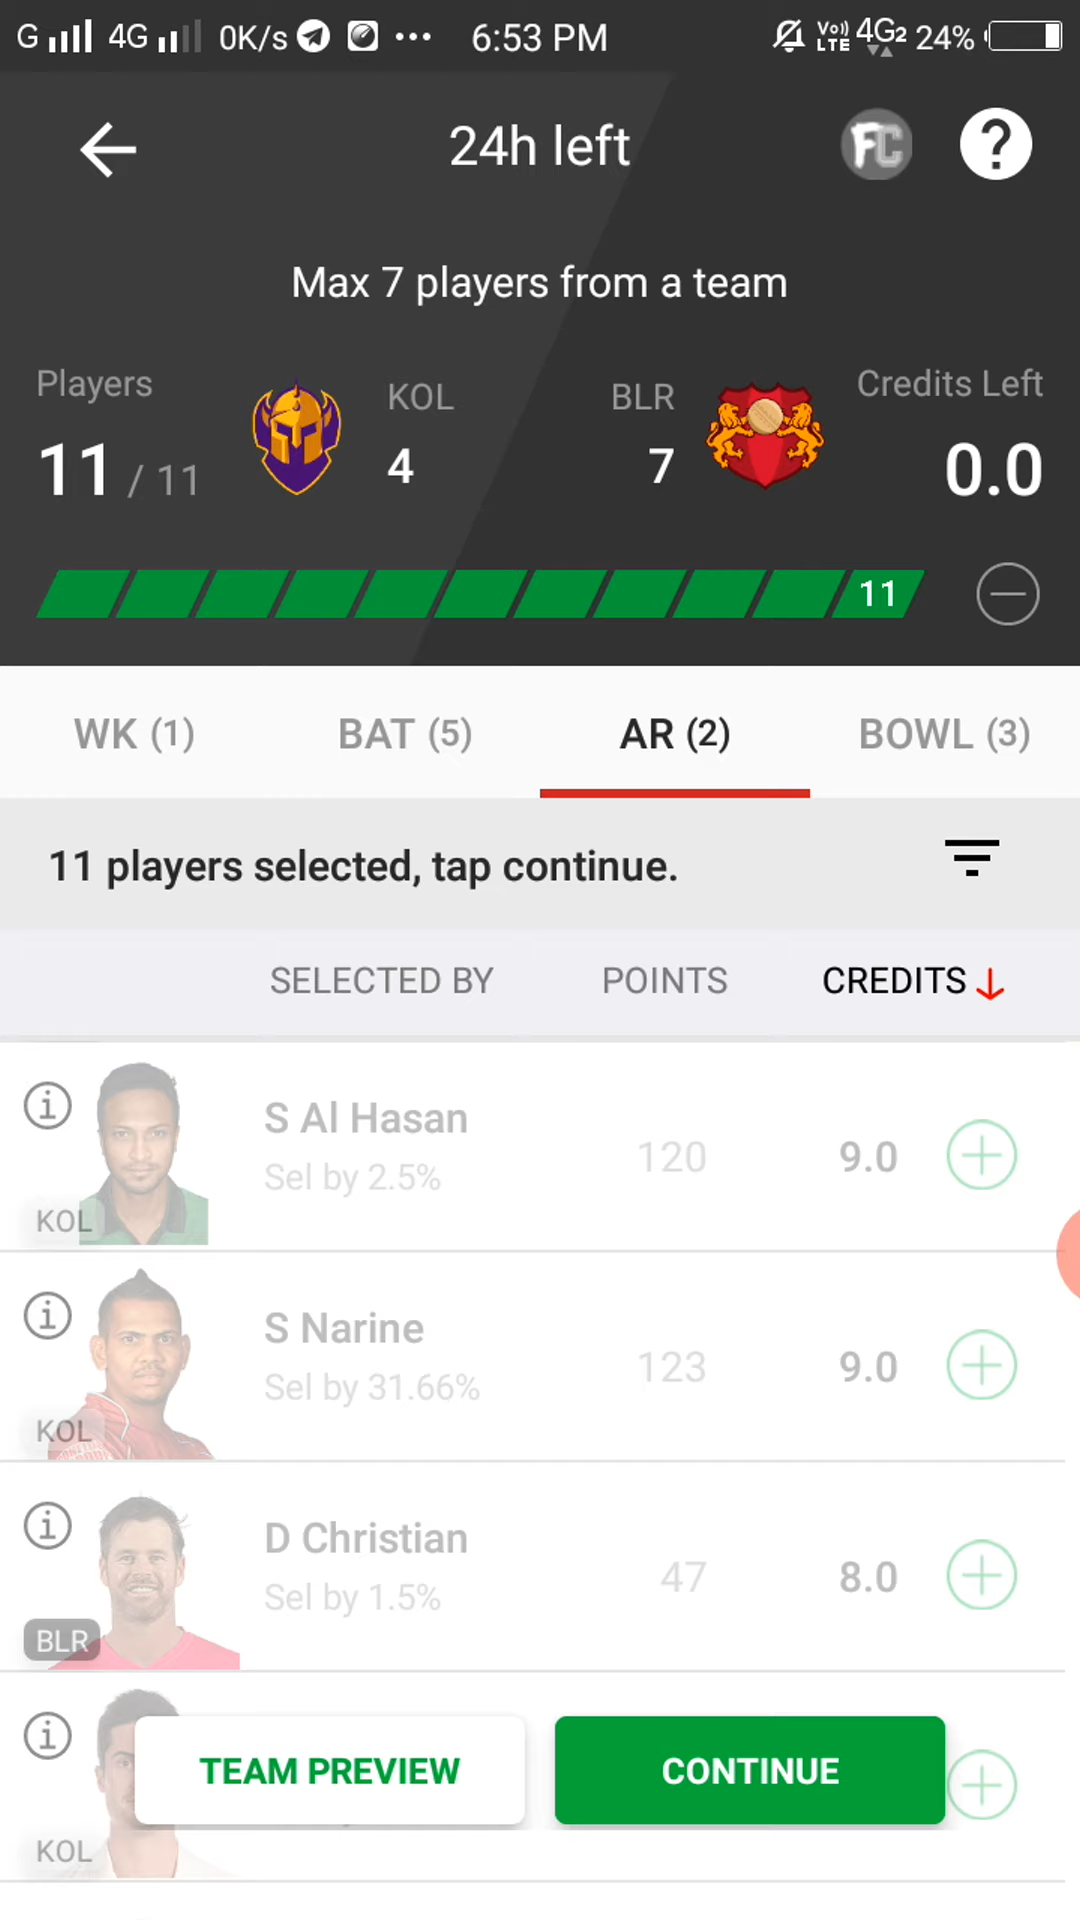 G 4G 0K/s 6:53 PM Vo)) LTE 4G2 24%
24h left FC ?
Max 7 players from a team
Players KOL BLR Credits Left
11 / 11 4 7 0.0
11
WK (1) BAT (5) AR (2) BOWL (3)
11 players selected, tap continue.
SELECTED BY POINTS CREDITS
S Al Hasan
Sel by 2.5% 120 9.0
KOL
S Narine
Sel by 31.66% 123 9.0
KOL
D Christian
Sel by 1.5% 47 8.0
BLR
TEAM PREVIEW CONTINUE
KOL